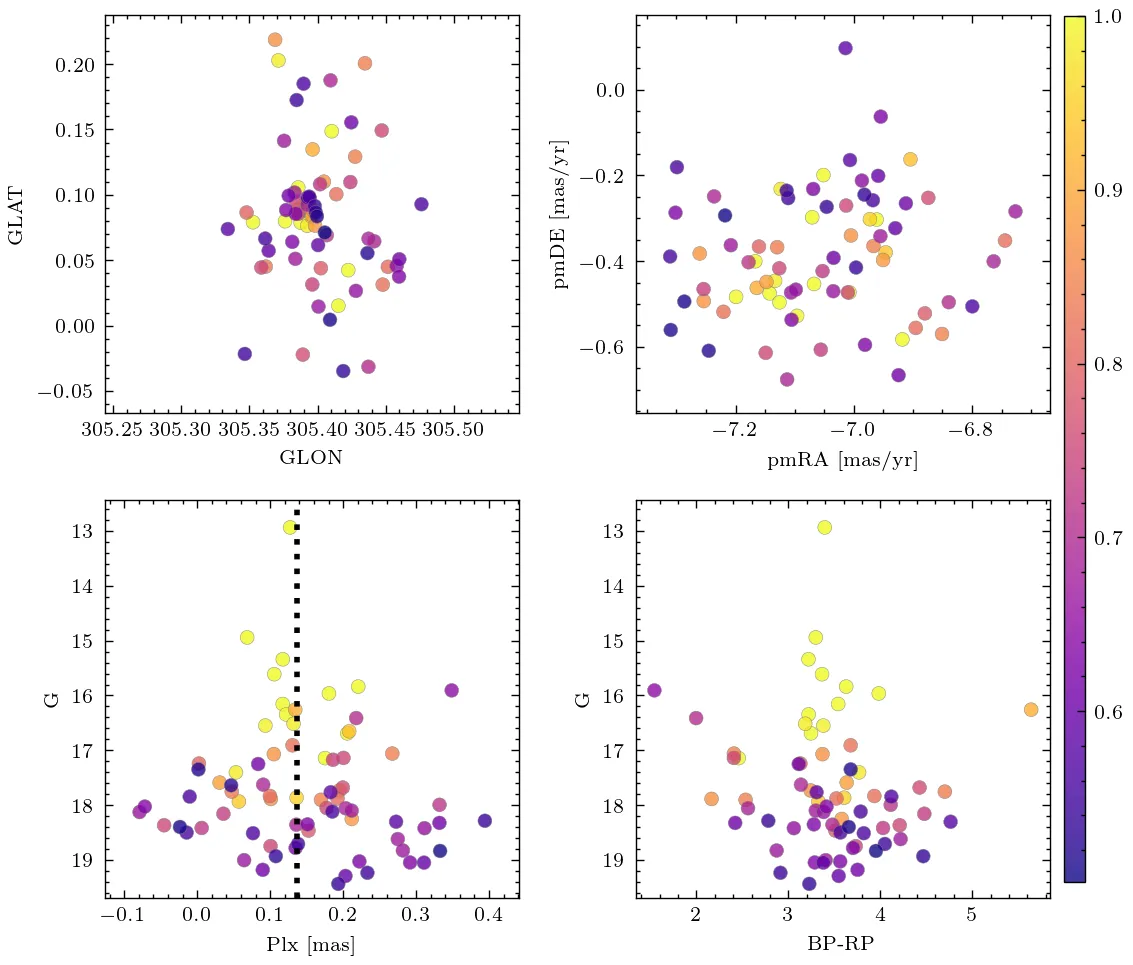 0.20
0.15
0.10
0.05
0.00
−0.05
GLAT
305.25 305.30 305.35 305.40 305.45 305.50
GLON
0.0
−0.2
−0.4
−0.6
pmDE [mas/yr]
−7.2 −7.0 −6.8
pmRA [mas/yr]
1.0
0.9
0.8
0.7
0.6
13
14
15
16
17
18
19
G
−0.1 0.0 0.1 0.2 0.3 0.4
Plx [mas]
13
14
15
16
17
18
19
G
2 3 4 5
BP-RP